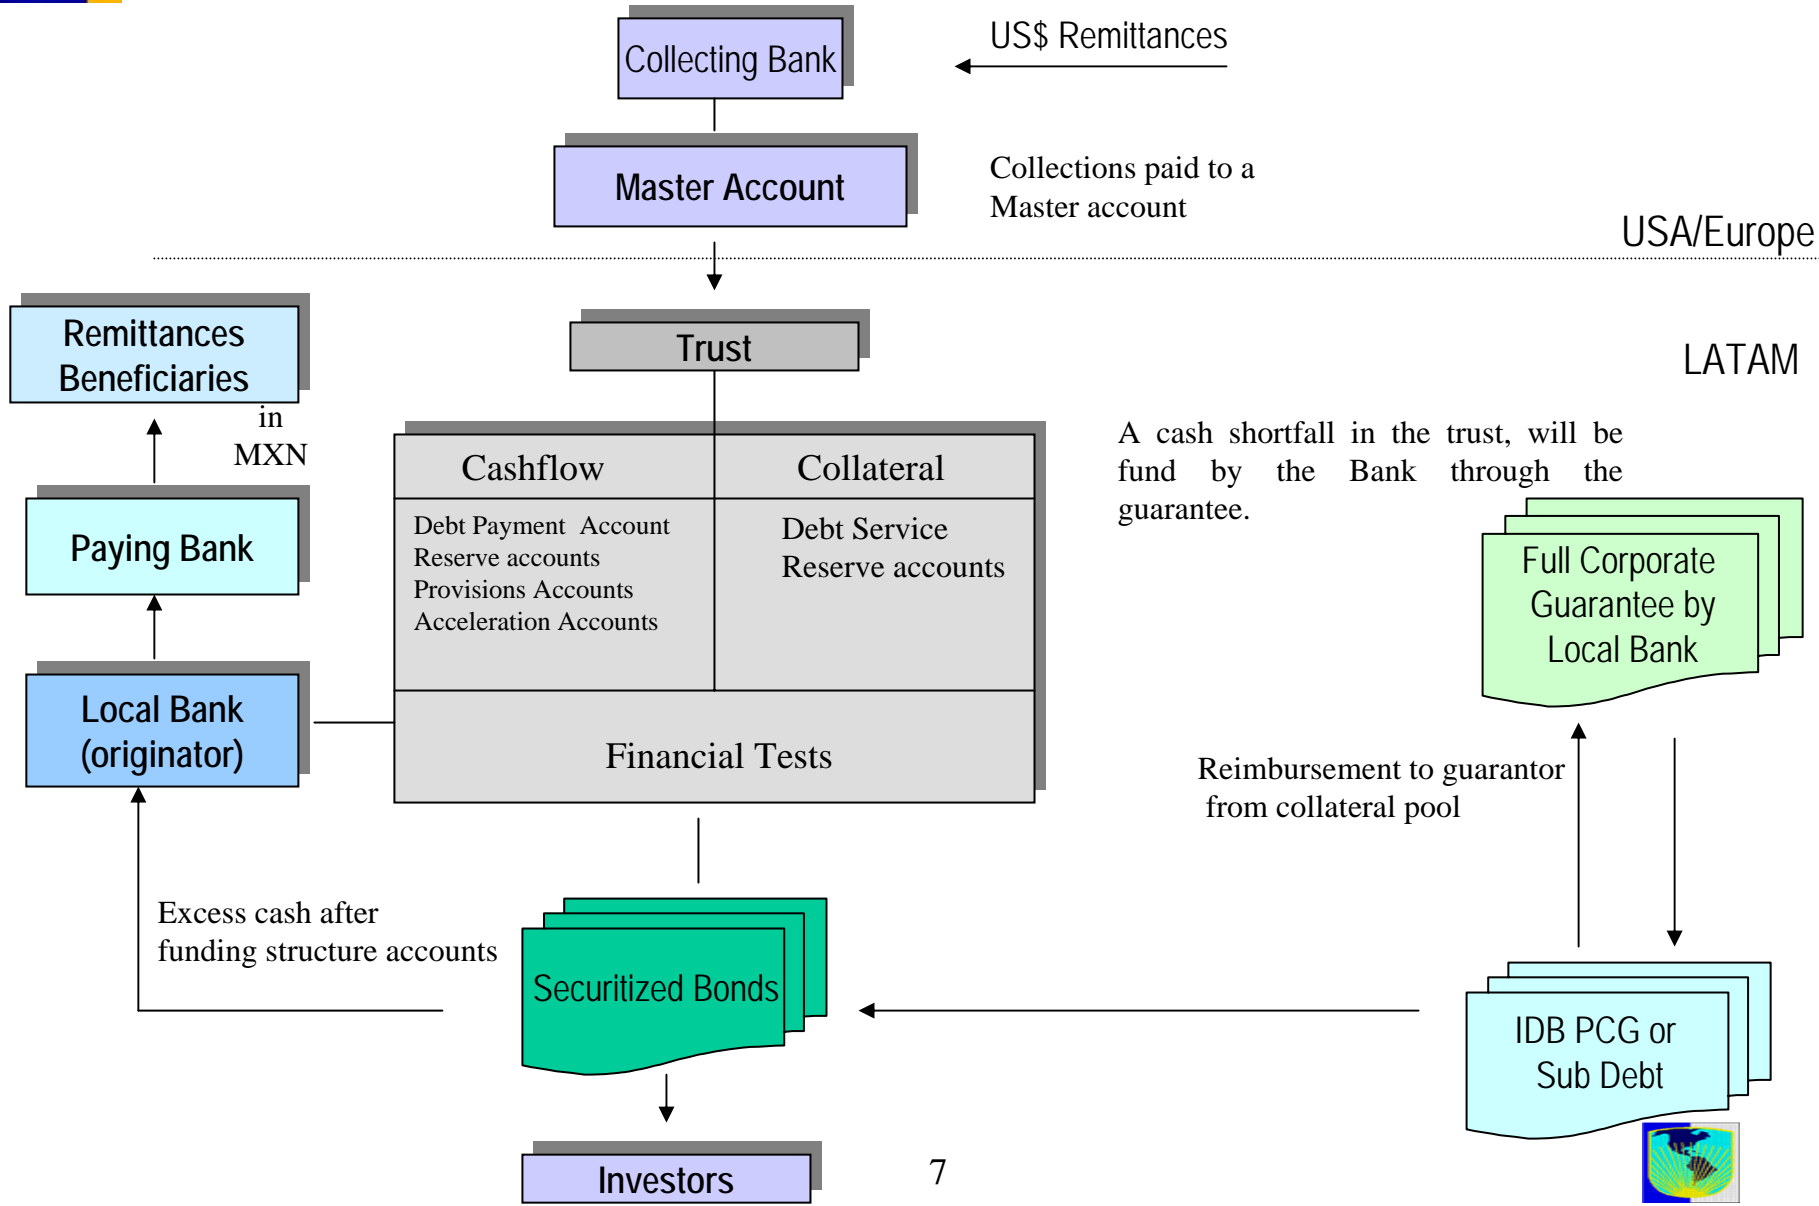 Collecting Bank
US$ Remittances
Master Account
Collections paid to a
Master account
USA/Europe
Remittances
Beneficiaries
in
MXN
Trust
LATAM
Cashflow
Collateral
A cash shortfall in the trust, will be
fund by the Bank through the
guarantee.
Paying Bank
Debt Payment Account
Reserve accounts
Provisions Accounts
Acceleration Accounts
Debt Service
Reserve accounts
Full Corporate
Guarantee by
Local Bank
Local Bank
(originator)
Financial Tests
Reimbursement to guarantor
from collateral pool
Excess cash after
funding structure accounts
Securitized Bonds
IDB PCG or
Sub Debt
Investors
7